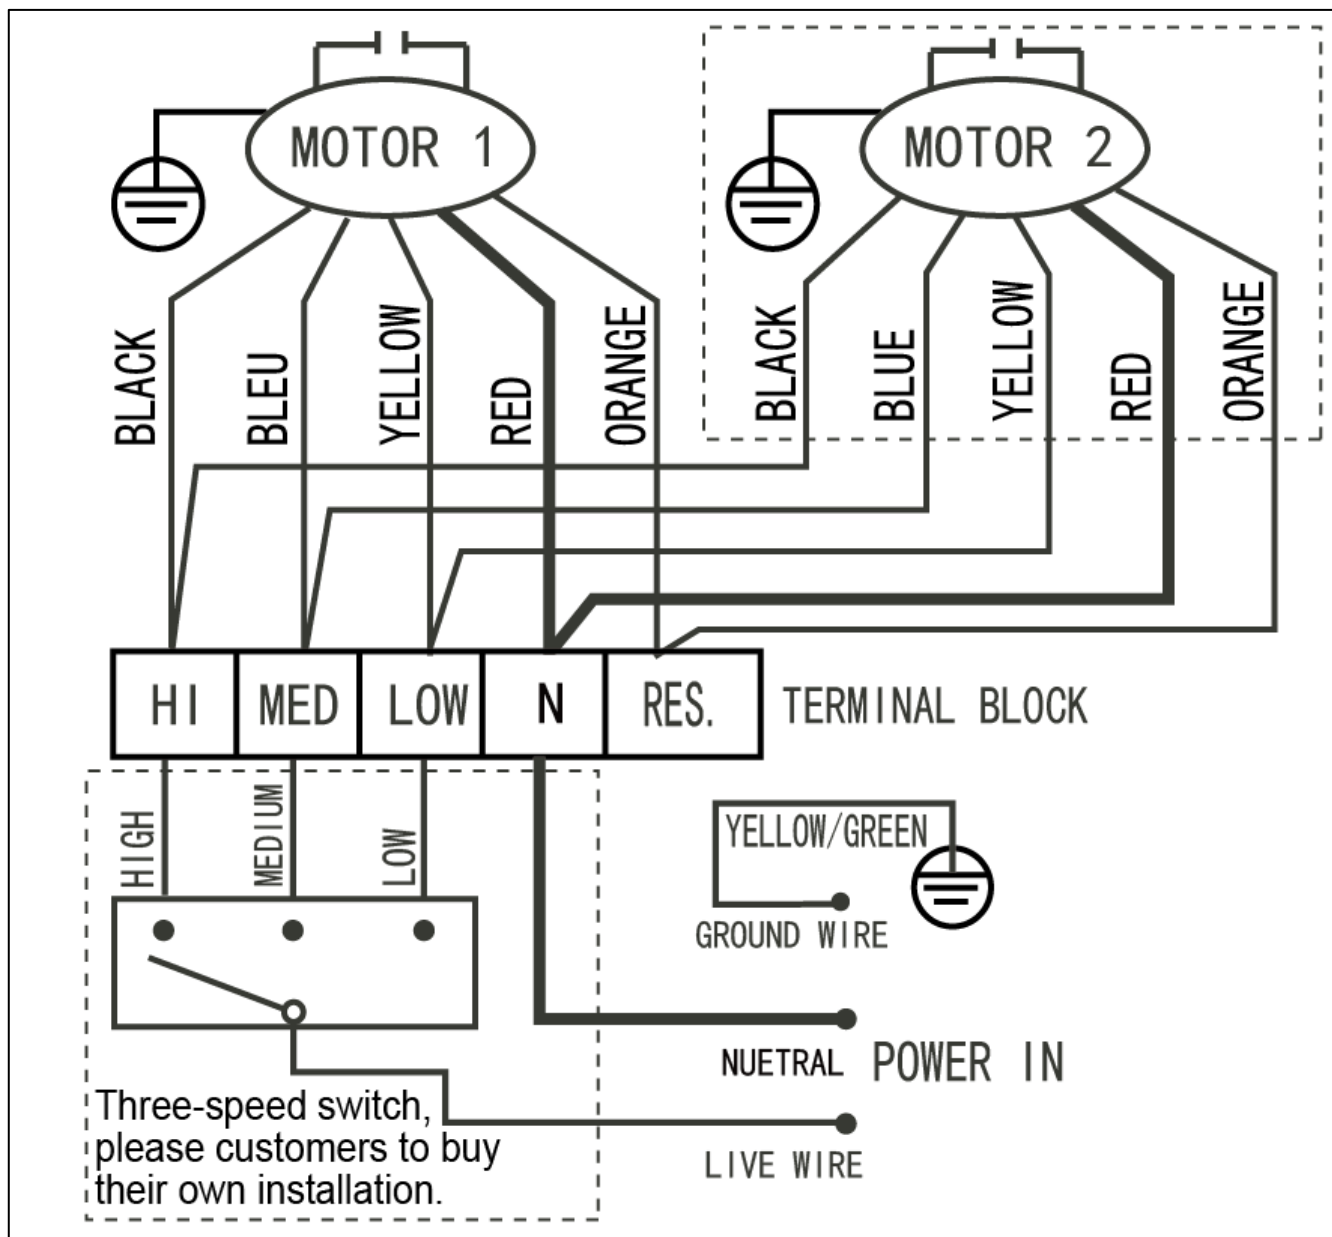 MOTOR 1
MOTOR 2
BLACK
BLEU
YELLOW
RED
ORANGE
BLACK
BLUE
YELLOW
RED
ORANGE
HI
MED
LOW
N
RES.
TERMINAL BLOCK
HIGH
MEDIUM
LOW
YELLOW/GREEN
GROUND WIRE
NUETRAL
POWER IN
Three-speed switch,
please customers to buy
their own installation.
LIVE WIRE